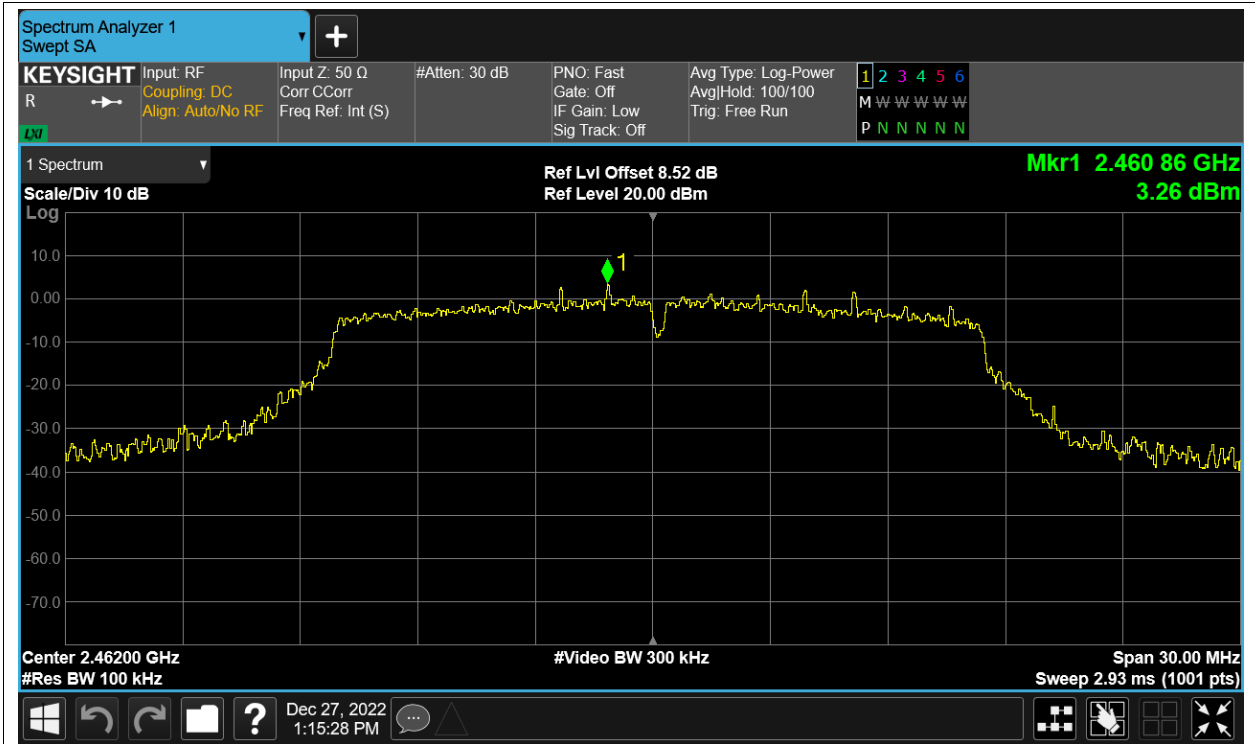 Spectrum Analyzer 1
Swept SA
KEYSIGHT
R
LXI
Input: RF
Coupling: DC
Align: Auto/No RF
Input Z: 50 Ω
Corr CCorr
Freq Ref: Int (S)
#Atten: 30 dB
PNO: Fast
Gate: Off
IF Gain: Low
Sig Track: Off
Avg Type: Log-Power
Avg|Hold: 100/100
Trig: Free Run
1 2 3 4 5 6
M W W W W W
P N N N N N
1 Spectrum
Scale/Div 10 dB
Log
Ref Lvl Offset 8.52 dB
Ref Level 20.00 dBm
Mkr1 2.460 86 GHz
3.26 dBm
1
10.0
0.00
-10.0
-20.0
-30.0
-40.0
-50.0
-60.0
-70.0
Center 2.46200 GHz
#Res BW 100 kHz
#Video BW 300 kHz
Span 30.00 MHz
Sweep 2.93 ms (1001 pts)
?
Dec 27, 2022
1:15:28 PM